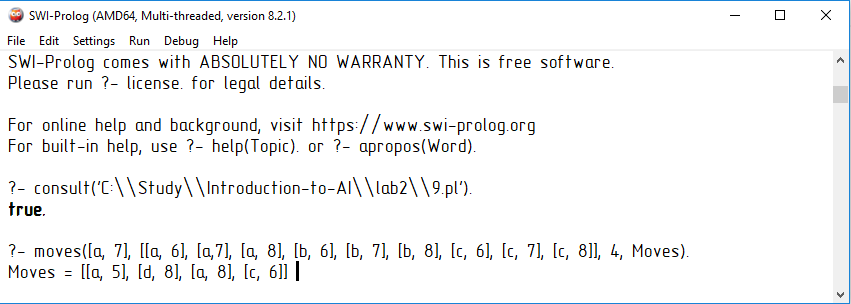 SWI-Prolog (AMD64, Multi-threaded, version 8.2.1)
File Edit Settings Run Debug Help
SWI-Prolog comes with ABSOLUTELY NO WARRANTY. This is free software.
Please run ?- license. for legal details.
For online help and background, visit https://www.swi-prolog.org
For built-in help, use ?- help(Topic). or ?- apropos(Word).
?- consult('C:\\Study\\Introduction-to-AI\\lab2\\9.pl').
true.
?- moves([a, 7], [[a, 6], [a,7], [a, 8], [b, 6], [b, 7], [b, 8], [c, 6], [c, 7], [c, 8]], 4, Moves).
Moves = [[a, 5], [d, 8], [a, 8], [c, 6]]